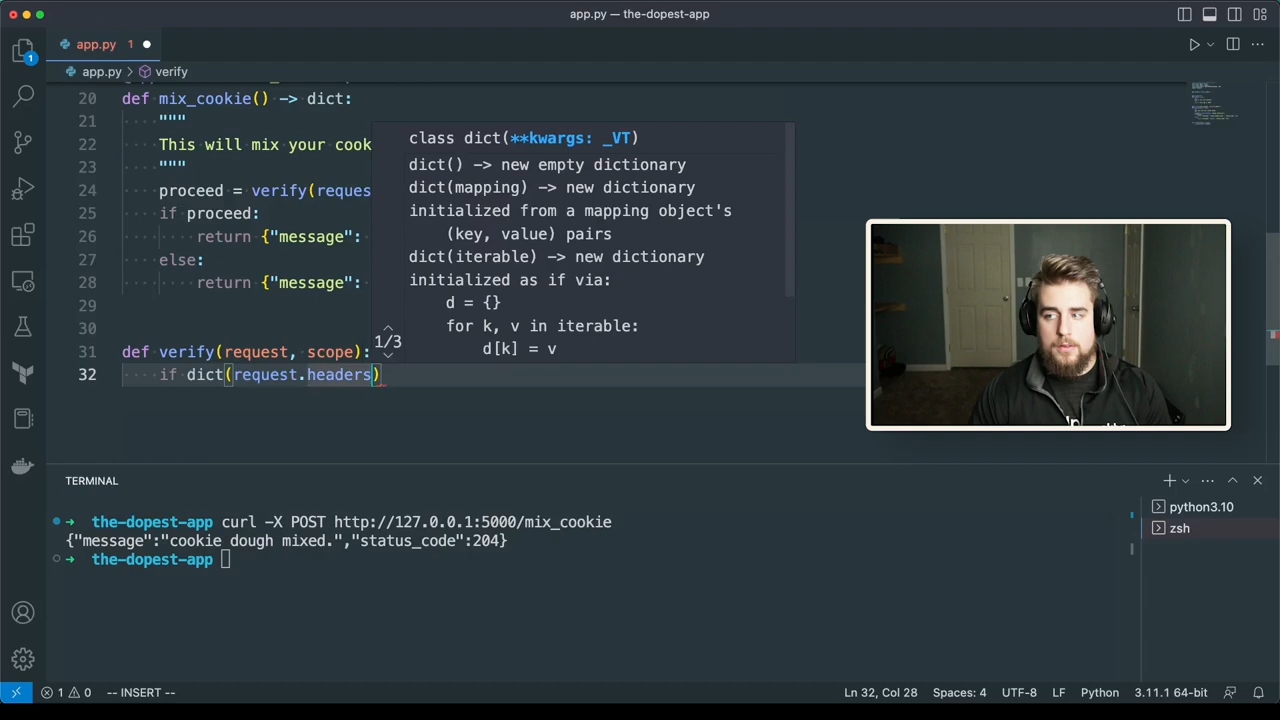 app.py — the-dopest-app
app.py 1
app.py > verify
20 def mix_cookie() -> dict:
21 """
22 This will mix your cook
23 """
24 proceed = verify(reques
25 if proceed:
26 return {"message":
27 else:
28 return {"message":
29
30
31 def verify(request, scope):
32 if dict(request.headers)
class dict(**kwargs: _VT)
dict() -> new empty dictionary
dict(mapping) -> new dictionary
initialized from a mapping object's
(key, value) pairs
dict(iterable) -> new dictionary
initialized as if via:
d = {}
for k, v in iterable:
d[k] = v
1/3
1
TERMINAL
the-dopest-app curl -X POST http://127.0.0.1:5000/mix_cookie
{"message":"cookie dough mixed.","status_code":204}
the-dopest-app
python3.10
zsh
1 0 -- INSERT --
Ln 32, Col 28 Spaces: 4 UTF-8 LF Python 3.11.1 64-bit